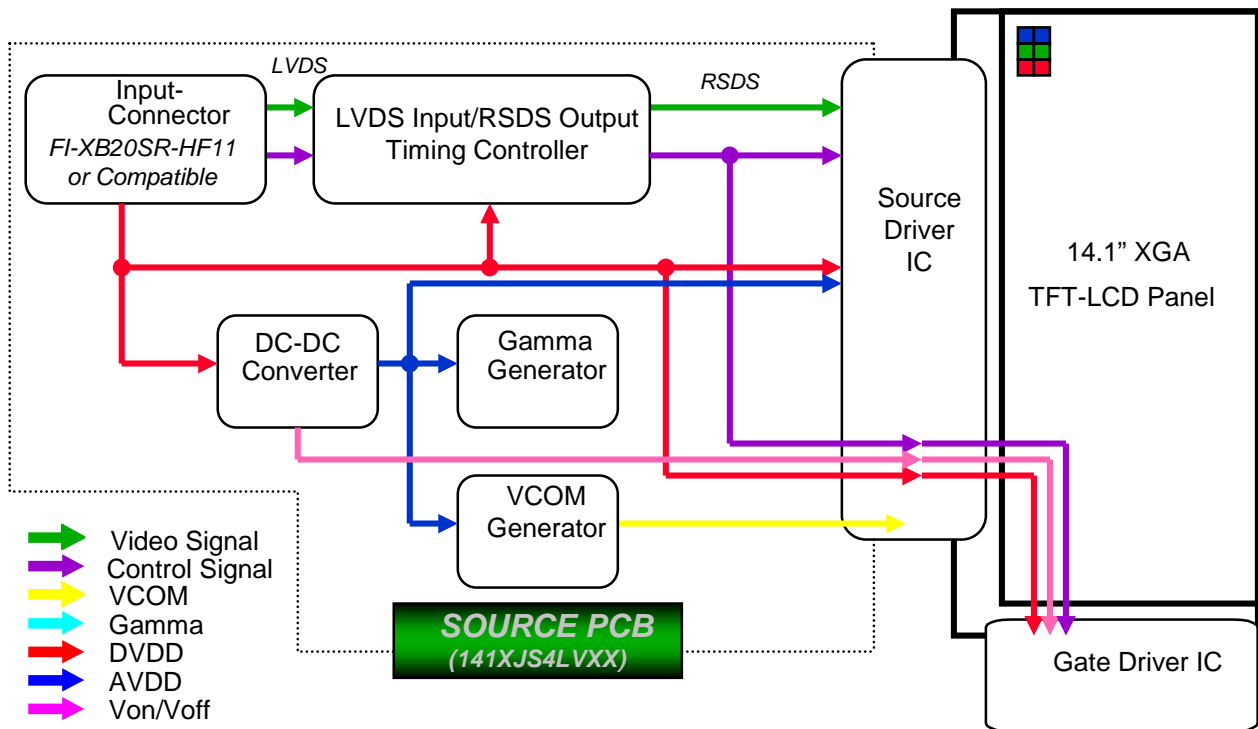 LVDS
RSDS
Input-
Connector
FI-XB20SR-HF11
or Compatible
LVDS Input/RSDS Output
Timing Controller
Source
Driver
IC
14.1” XGA
TFT-LCD Panel
DC-DC
Converter
Gamma
Generator
VCOM
Generator
Video Signal
Control Signal
VCOM
Gamma
DVDD
AVDD
Von/Voff
SOURCE PCB
(141XJS4LVXX)
Gate Driver IC